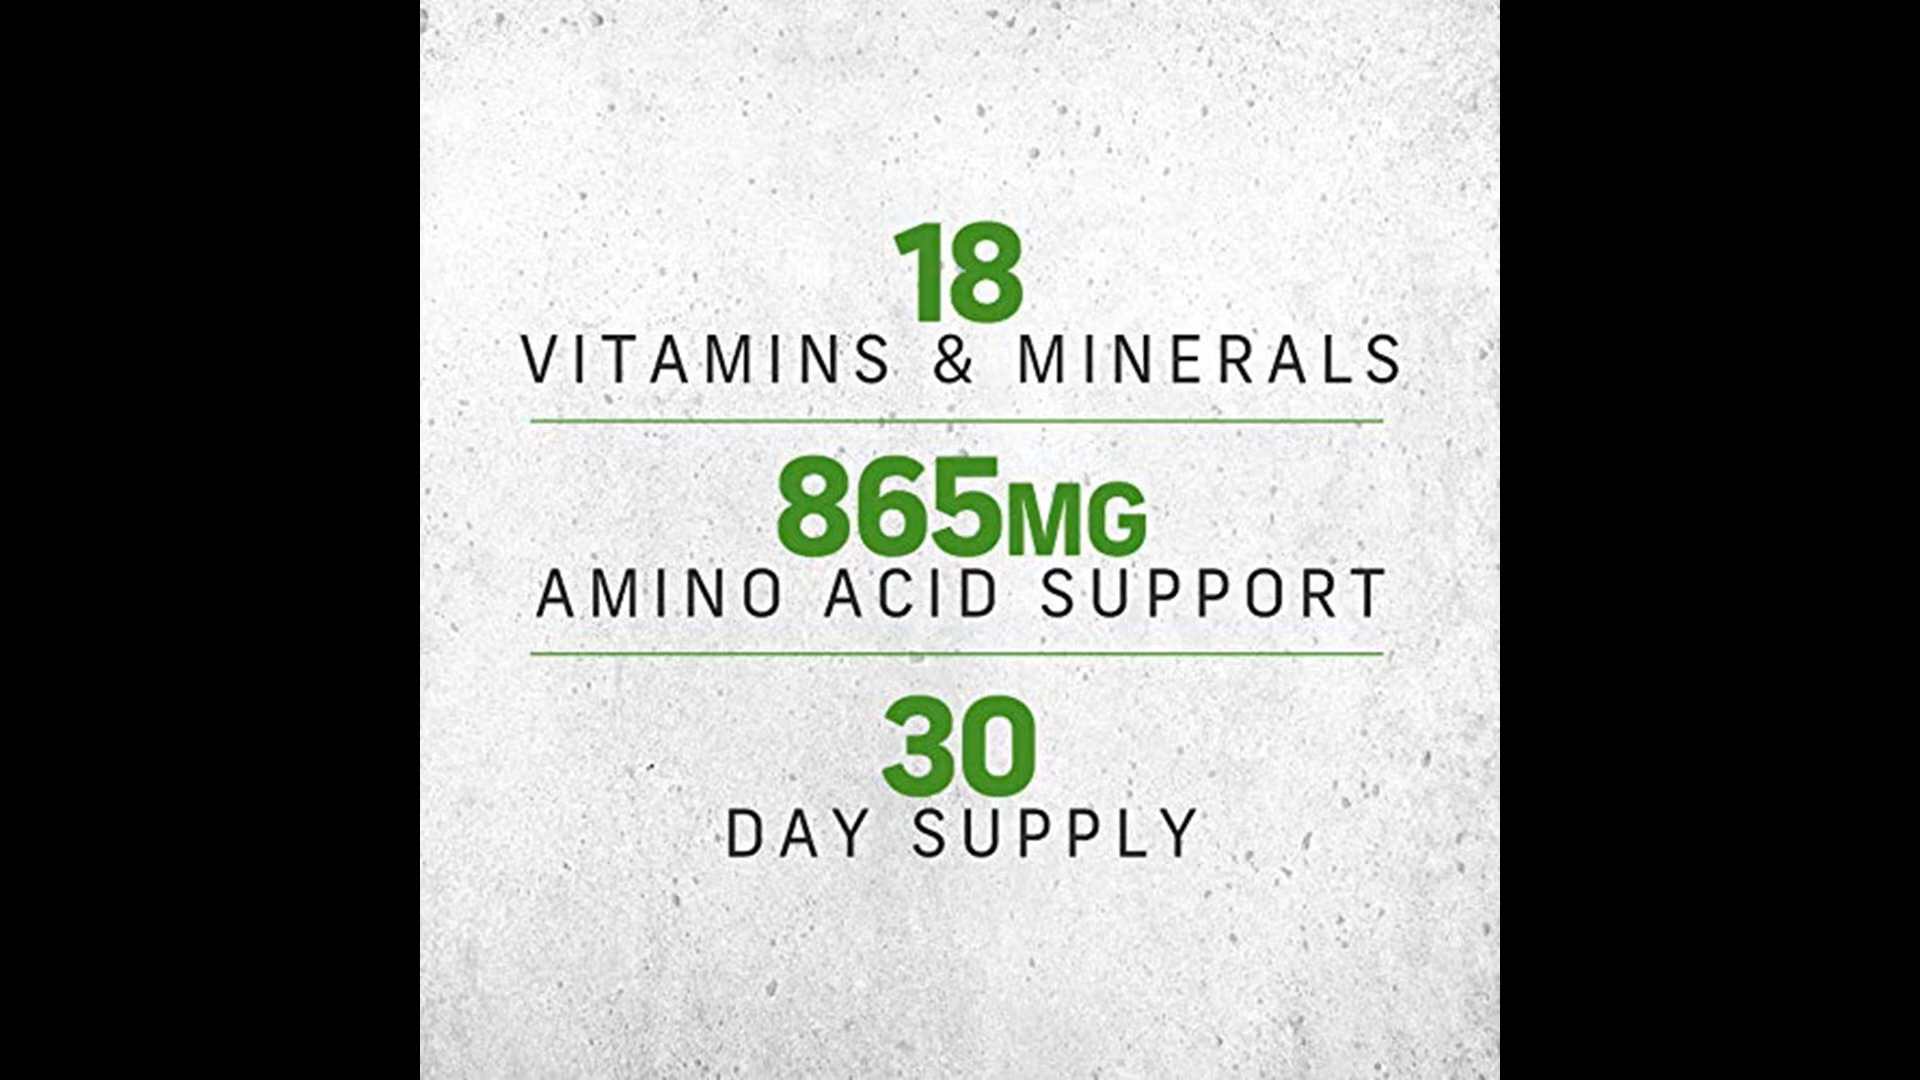 18
VITAMINS & MINERALS
865MG
AMINO ACID SUPPORT
30
DAY SUPPLY